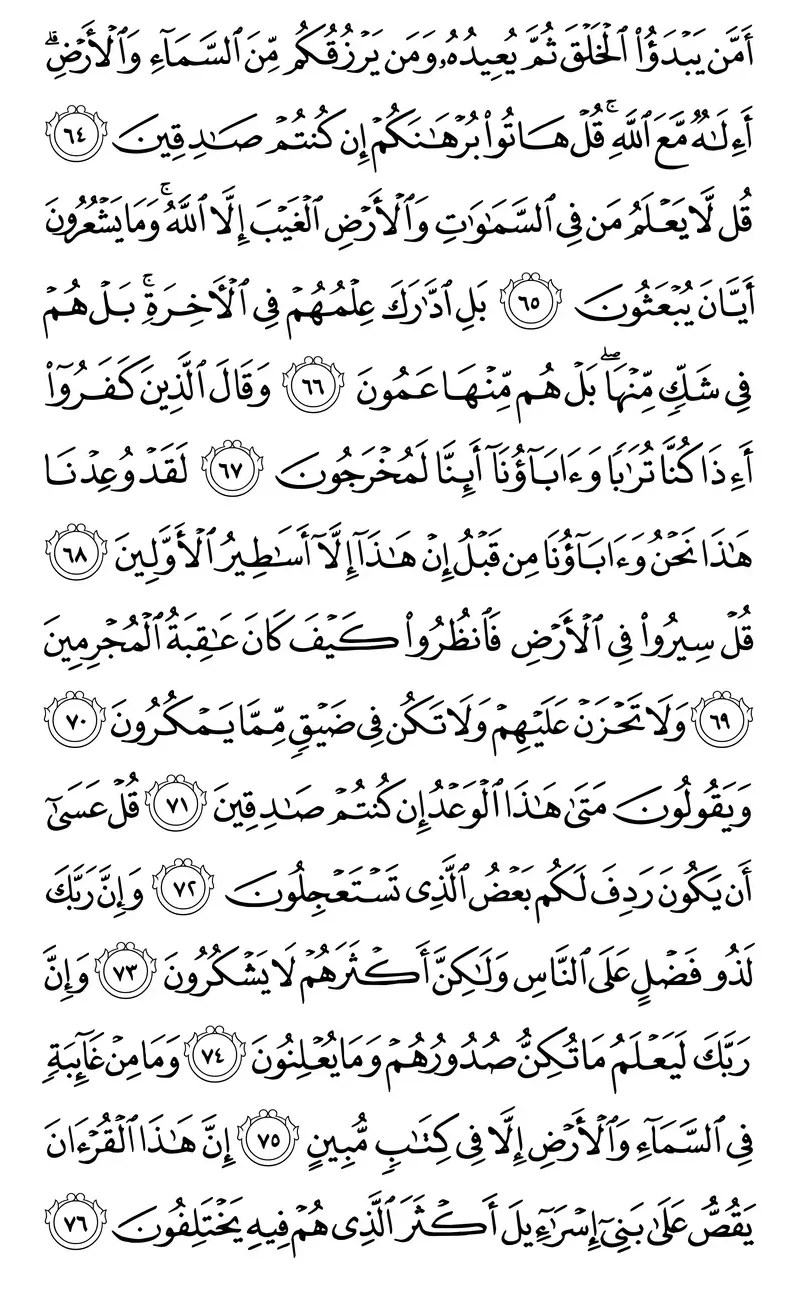 أَمَّن يَبْدَؤُا۟ ٱلْخَلْقَ ثُمَّ يُعِيدُهُۥ وَمَن يَرْزُقُكُم مِّنَ ٱلسَّمَآءِ وَٱلْأَرْضِ ۗ
أَءِلَـٰهٌ مَّعَ ٱللَّهِ ۚ قُلْ هَاتُوا۟ بُرْهَـٰنَكُمْ إِن كُنتُمْ صَـٰدِقِينَ ٦٤
قُل لَّا يَعْلَمُ مَن فِى ٱلسَّمَـٰوَٰتِ وَٱلْأَرْضِ ٱلْغَيْبَ إِلَّا ٱللَّهُ ۚ وَمَا يَشْعُرُونَ
أَيَّانَ يُبْعَثُونَ ٦٥ بَلِ ٱدَّٰرَكَ عِلْمُهُمْ فِى ٱلْـَٔاخِرَةِ ۚ بَلْ هُمْ
فِى شَكٍّ مِّنْهَا ۖ بَلْ هُم مِّنْهَا عَمُونَ ٦٦ وَقَالَ ٱلَّذِينَ كَفَرُوٓا۟
أَءِذَا كُنَّا تُرَٰبًا وَءَابَآؤُنَآ أَئِنَّا لَمُخْرَجُونَ ٦٧ لَقَدْ وُعِدْنَا
هَـٰذَا نَحْنُ وَءَابَآؤُنَا مِن قَبْلُ إِنْ هَـٰذَآ إِلَّآ أَسَـٰطِيرُ ٱلْأَوَّلِينَ ٦٨
قُلْ سِيرُوا۟ فِى ٱلْأَرْضِ فَٱنظُرُوا۟ كَيْفَ كَانَ عَـٰقِبَةُ ٱلْمُجْرِمِينَ
٦٩ وَلَا تَحْزَنْ عَلَيْهِمْ وَلَا تَكُن فِى ضَيْقٍ مِّمَّا يَمْكُرُونَ ٧٠
وَيَقُولُونَ مَتَىٰ هَـٰذَا ٱلْوَعْدُ إِن كُنتُمْ صَـٰدِقِينَ ٧١ قُلْ عَسَىٰٓ
أَن يَكُونَ رَدِفَ لَكُم بَعْضُ ٱلَّذِى تَسْتَعْجِلُونَ ٧٢ وَإِنَّ رَبَّكَ
لَذُو فَضْلٍ عَلَى ٱلنَّاسِ وَلَـٰكِنَّ أَكْثَرَهُمْ لَا يَشْكُرُونَ ٧٣ وَإِنَّ
رَبَّكَ لَيَعْلَمُ مَا تُكِنُّ صُدُورُهُمْ وَمَا يُعْلِنُونَ ٧٤ وَمَا مِنْ غَآئِبَةٍ
فِى ٱلسَّمَآءِ وَٱلْأَرْضِ إِلَّا فِى كِتَـٰبٍ مُّبِينٍ ٧٥ إِنَّ هَـٰذَا ٱلْقُرْءَانَ
يَقُصُّ عَلَىٰ بَنِىٓ إِسْرَٰٓءِيلَ أَكْثَرَ ٱلَّذِى هُمْ فِيهِ يَخْتَلِفُونَ ٧٦